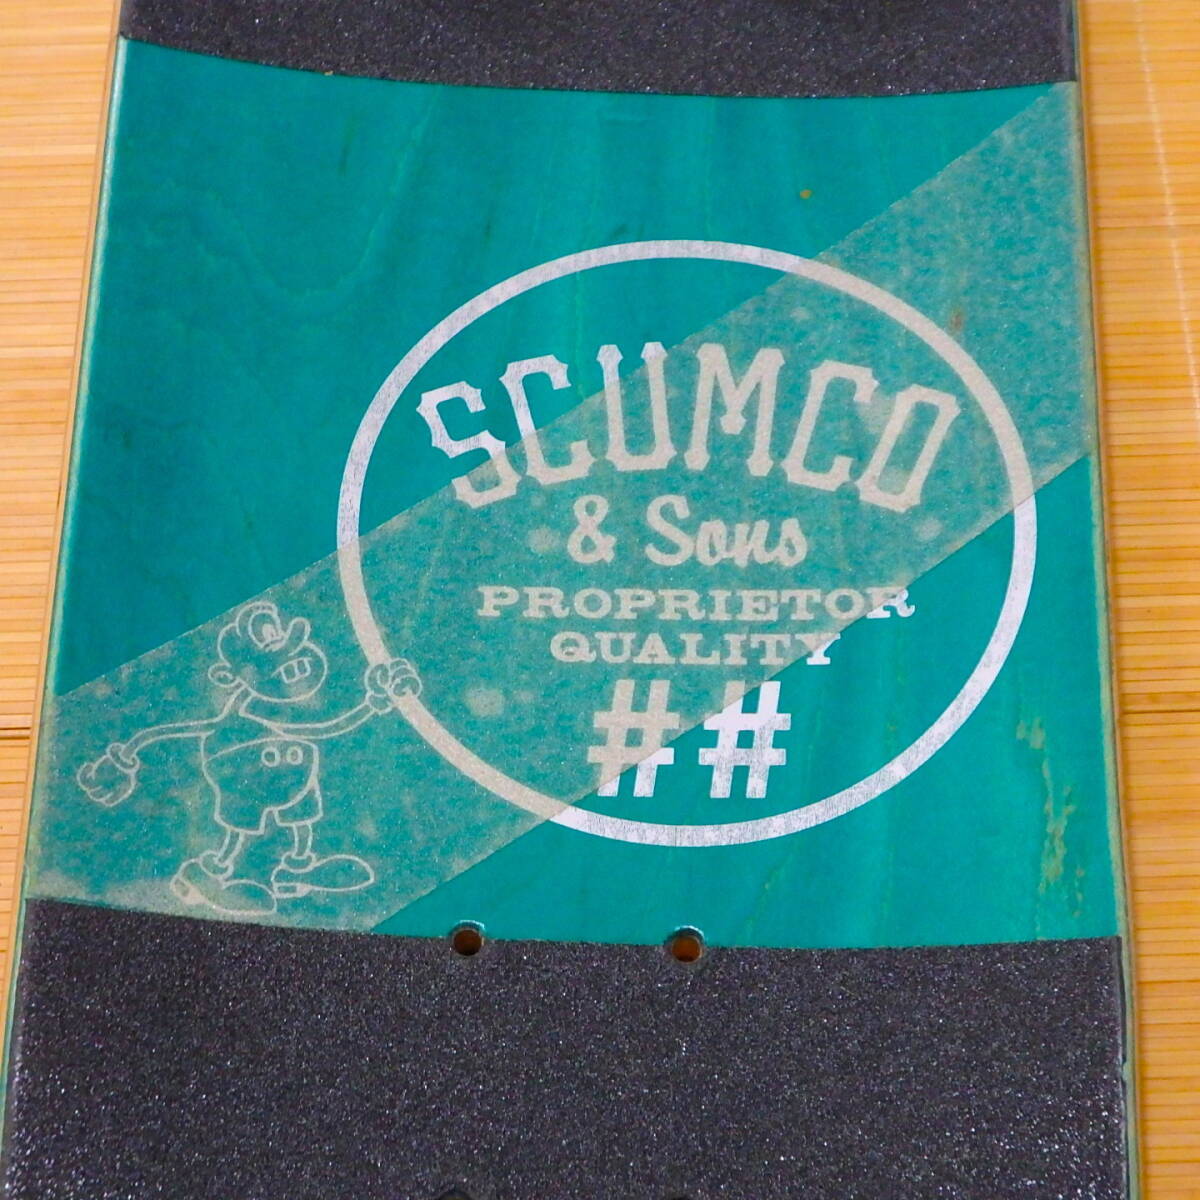 SCUMCO
& Sons
PROPRIETOR
QUALITY
##